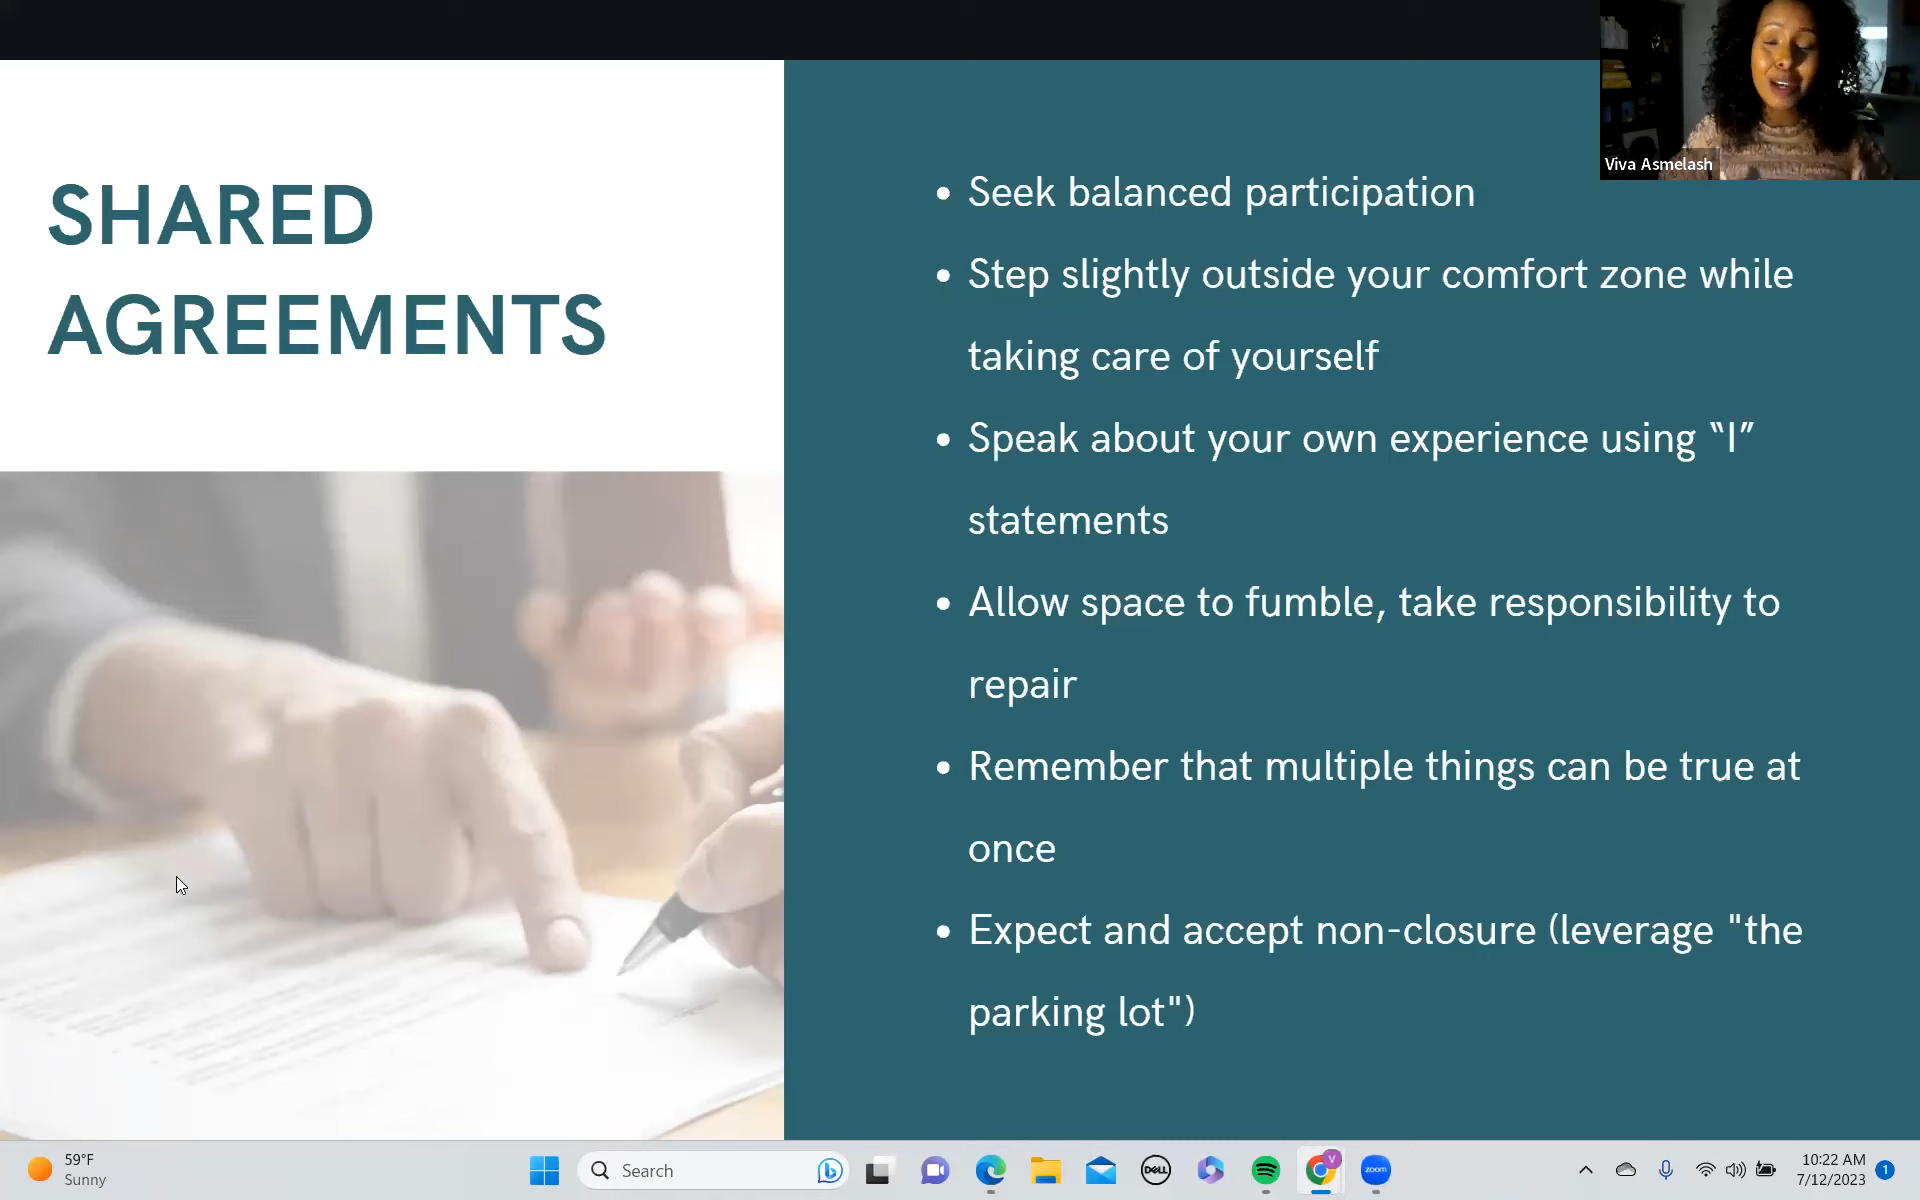 Viva Asmelash
SHARED
AGREEMENTS
• Seek balanced participation
• Step slightly outside your comfort zone while
taking care of yourself
• Speak about your own experience using “I”
statements
• Allow space to fumble, take responsibility to
repair
• Remember that multiple things can be true at
once
• Expect and accept non-closure (leverage "the
parking lot")
59°F
Sunny
Search
DELL
V
zoom
10:22 AM
7/12/2023
1